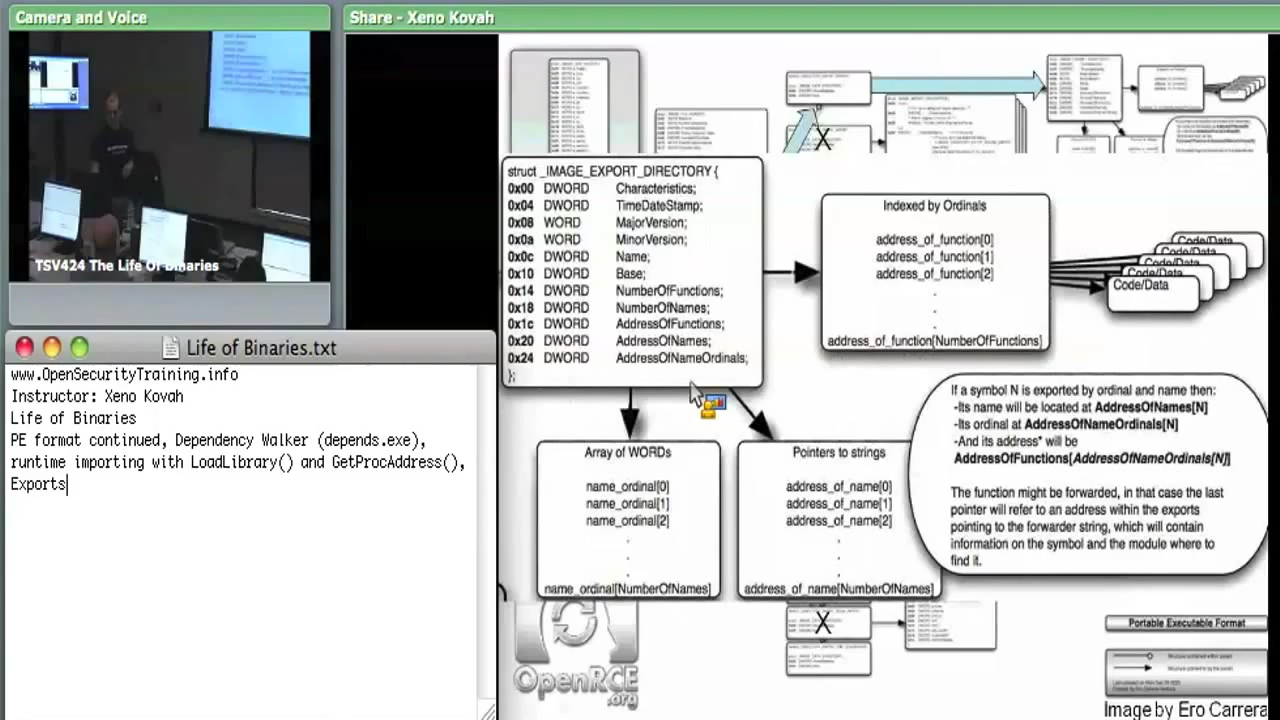 Camera and Voice
Share - Xeno Kovah
TSV424 The Life Of Binaries
Life of Binaries.txt
www.OpenSecurityTraining.info
Instructor: Xeno Kovah
Life of Binaries
PE format continued, Dependency Walker (depends.exe),
runtime importing with LoadLibrary() and GetProcAddress(),
Exports
struct _IMAGE_EXPORT_DIRECTORY {
0x00 DWORD Characteristics;
0x04 DWORD TimeDateStamp;
0x08 WORD MajorVersion;
0x0a WORD MinorVersion;
0x0c DWORD Name;
0x10 DWORD Base;
0x14 DWORD NumberOfFunctions;
0x18 DWORD NumberOfNames;
0x1c DWORD AddressOfFunctions;
0x20 DWORD AddressOfNames;
0x24 DWORD AddressOfNameOrdinals;
};
Indexed by Ordinals
address_of_function[0]
address_of_function[1]
address_of_function[2]
.
.
.
address_of_function[NumberOfFunctions]
Code/Data
Code/Data
Code/Data
Code/Data
Code/Data
Array of WORDs
name_ordinal[0]
name_ordinal[1]
name_ordinal[2]
.
.
.
name_ordinal[NumberOfNames]
Pointers to strings
address_of_name[0]
address_of_name[1]
address_of_name[2]
.
.
.
address_of_name[NumberOfNames]
If a symbol N is exported by ordinal and name then:
-Its name will be located at AddressOfNames[N]
-Its ordinal at AddressOfNameOrdinals[N]
-And its address* will be
AddressOfFunctions[AddressOfNameOrdinals[N]]
The function might be forwarded, in that case the last
pointer will refer to an address within the exports
pointing to the forwarder string, which will contain
information on the symbol and the module where to
find it.
X
X
OpenRCE
.org
Portable Executable Format
Image by Ero Carrera